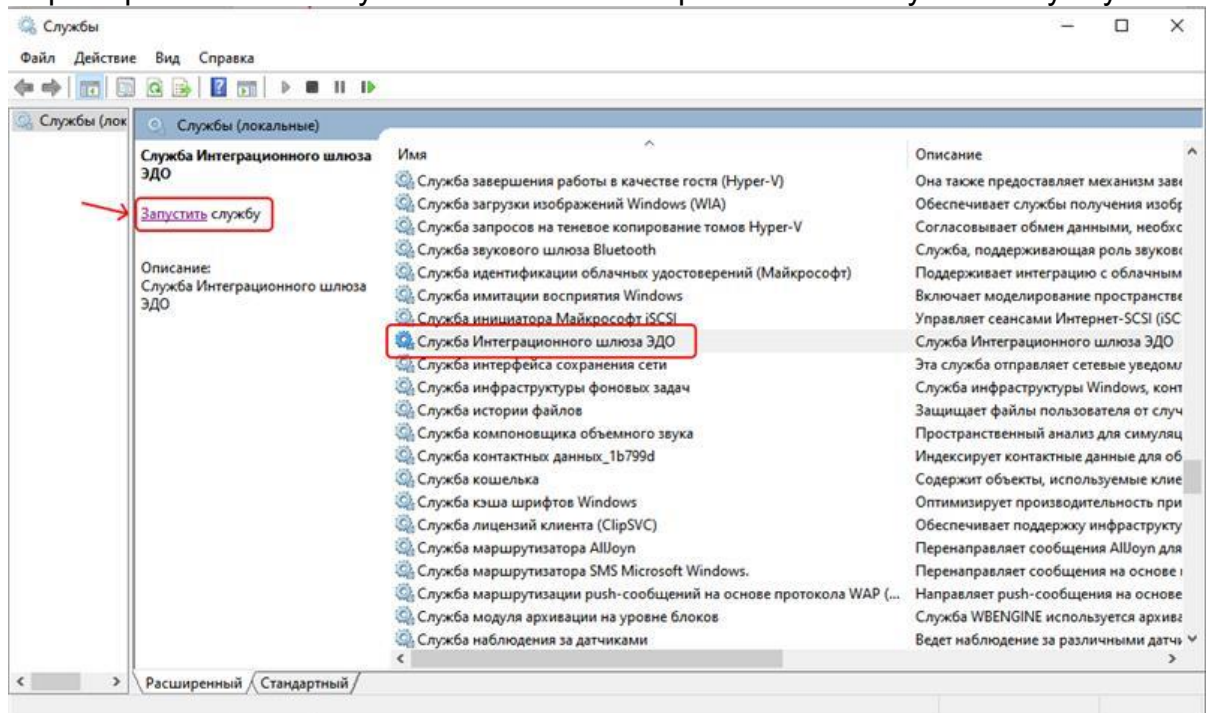 Службы
Файл Действие Вид Справка
Службы (лок
Службы (локальные)
Служба Интеграционного шлюза
ЭДО
Запустить службу
Описание:
Служба Интеграционного шлюза
ЭДО
Имя Описание
Служба завершения работы в качестве гостя (Hyper-V) Она также предоставляет механизм заве
Служба загрузки изображений Windows (WIA) Обеспечивает службы получения изобр
Служба запросов на теневое копирование томов Hyper-V Согласовывает обмен данными, необхс
Служба звукового шлюза Bluetooth Служба, поддерживающая роль звуково
Служба идентификации облачных удостоверений (Майкрософт) Поддерживает интеграцию с облачным
Служба имитации восприятия Windows Включает моделирование пространстве
Служба инициатора Майкрософт iSCSI Управляет сеансами Интернет-SCSI (iSC
Служба Интеграционного шлюза ЭДО Служба Интеграционного шлюза ЭДО
Служба интерфейса сохранения сети Эта служба отправляет сетевые уведомл
Служба инфраструктуры фоновых задач Служба инфраструктуры Windows, конт
Служба истории файлов Защищает файлы пользователя от случ
Служба компоновщика объемного звука Пространственный анализ для симуляц
Служба контактных данных_1b799d Индексирует контактные данные для об
Служба кошелька Содержит объекты, используемые клие
Служба кэша шрифтов Windows Оптимизирует производительность при
Служба лицензий клиента (ClipSVC) Обеспечивает поддержку инфраструкту
Служба маршрутизатора AllJoyn Перенаправляет сообщения AllJoyn для
Служба маршрутизатора SMS Microsoft Windows. Перенаправляет сообщения на основе
Служба маршрутизации push-сообщений на основе протокола WAP (... Направляет push-сообщения на основе
Служба модуля архивации на уровне блоков Служба WBENGINE используется архива
Служба наблюдения за датчиками Ведет наблюдение за различными датчи
Расширенный Стандартный